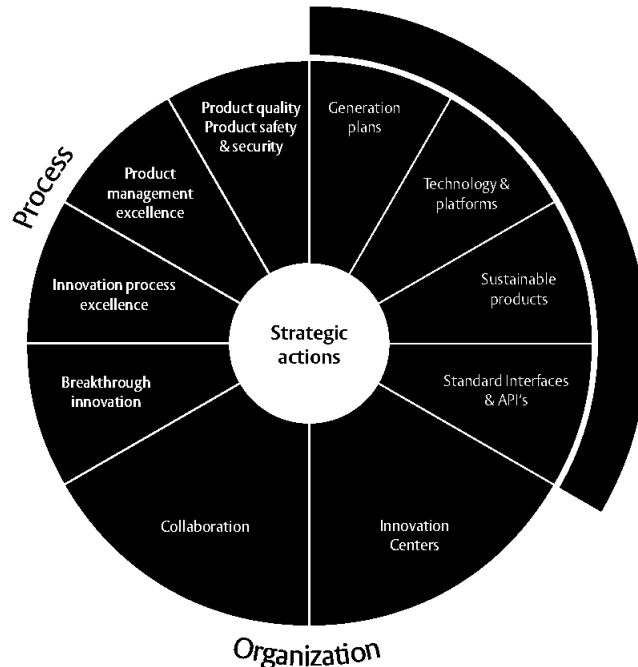 Product quality
Product safety
& security
Generation
plans
Product
management
excellence
Technology &
platforms
Process
Innovation process
excellence
Sustainable
products
Strategic
actions
Breakthrough
innovation
Standard Interfaces
& API's
Collaboration
Innovation
Centers
Organization